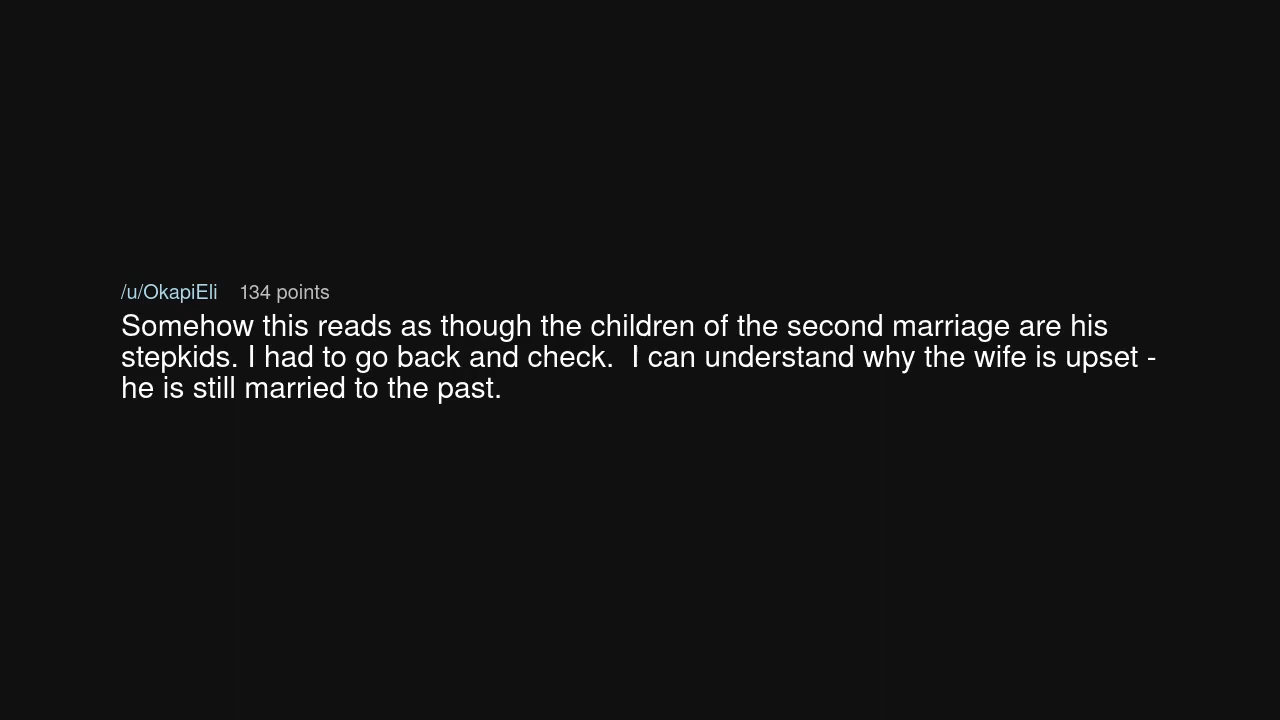 /u/OkapiEli 134 points
Somehow this reads as though the children of the second marriage are his
stepkids. I had to go back and check.  I can understand why the wife is upset -
he is still married to the past.